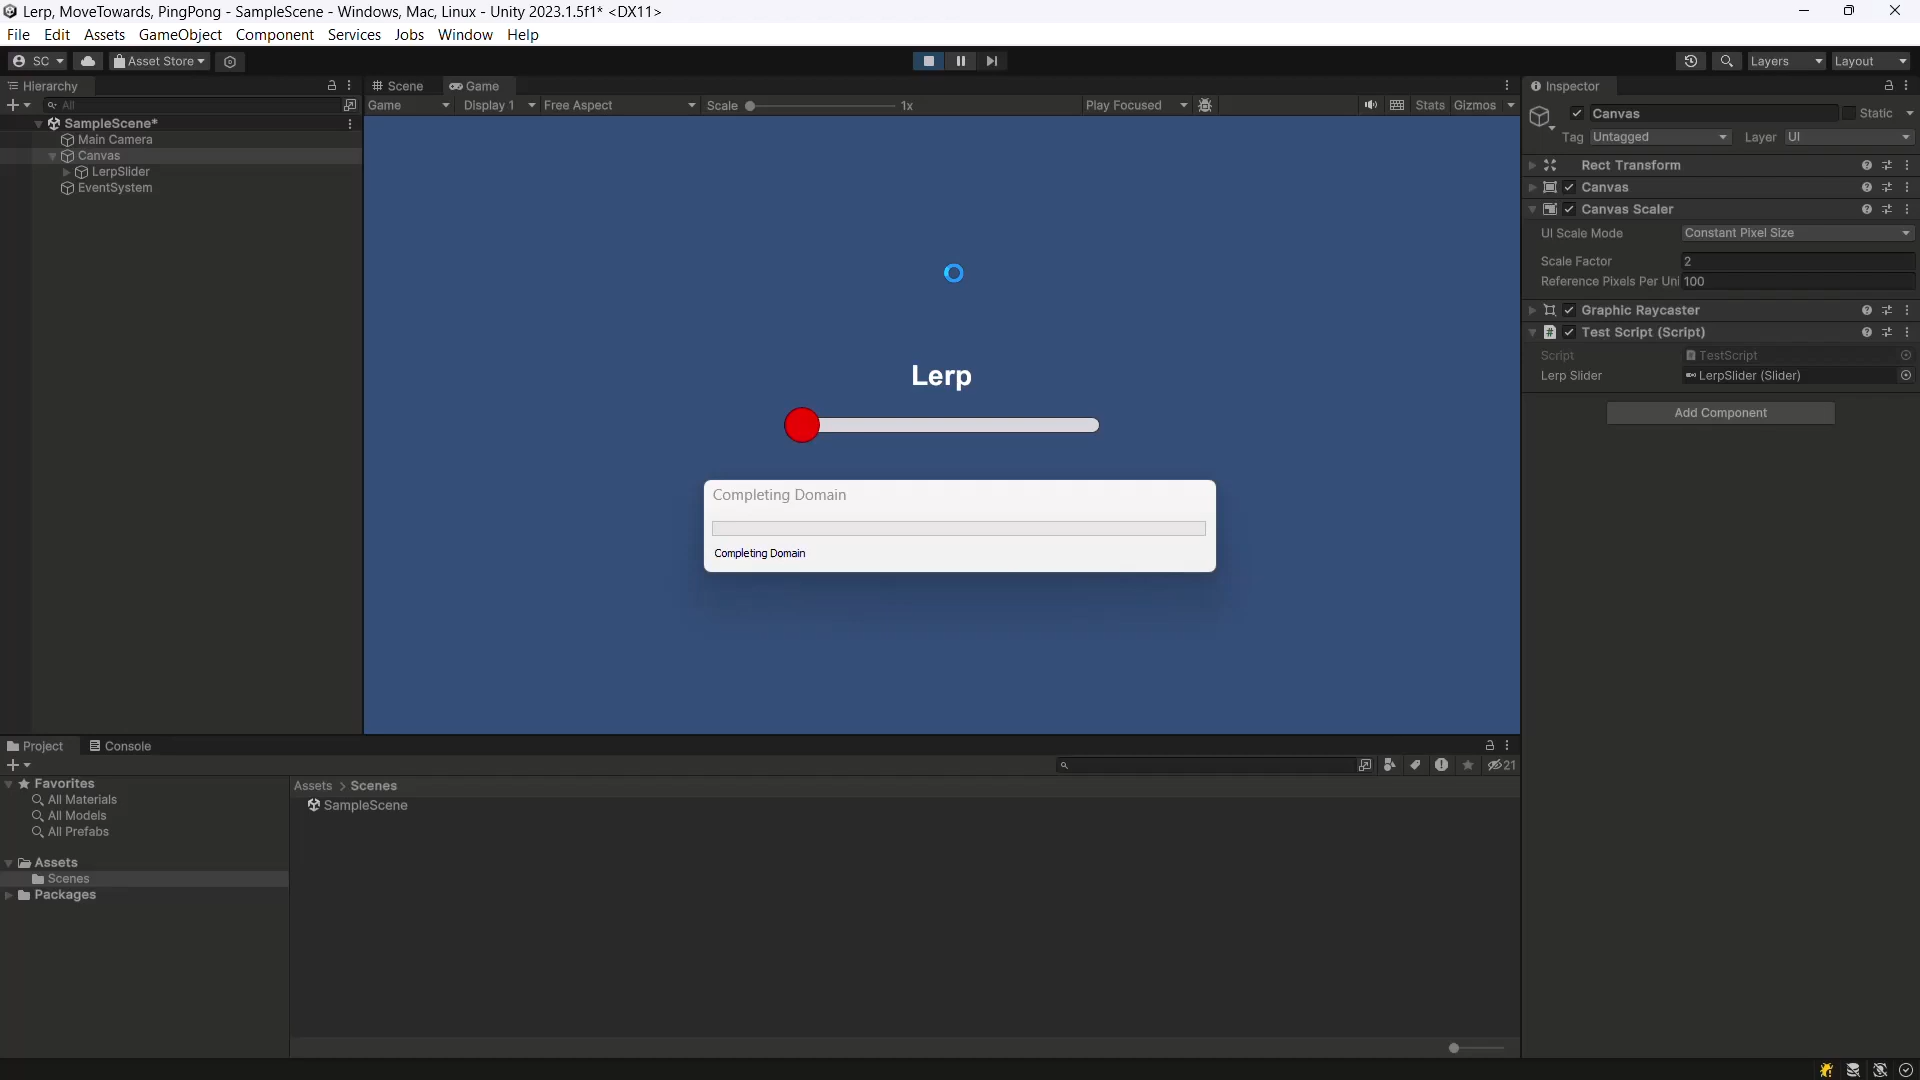 Lerp, MoveTowards, PingPong - SampleScene - Windows, Mac, Linux - Unity 2023.1.5f1* <DX11>
File Edit Assets GameObject Component Services Jobs Window Help
SC Asset Store Layers Layout
Hierarchy Scene Game Inspector
All Game Display 1 Free Aspect Scale 1x Play Focused Stats Gizmos
Canvas Static
SampleScene*
Tag Untagged Layer UI
Main Camera
Canvas
Rect Transform
LerpSlider
EventSystem
Canvas
Canvas Scaler
UI Scale Mode Constant Pixel Size
Scale Factor 2
Reference Pixels Per Uni 100
Graphic Raycaster
Test Script (Script)
Script TestScript
Lerp Slider LerpSlider (Slider)
Add Component
Lerp
Completing Domain
Completing Domain
Project Console
21
Favorites
All Materials
All Models
All Prefabs
Assets
Scenes
Packages
Assets > Scenes
SampleScene